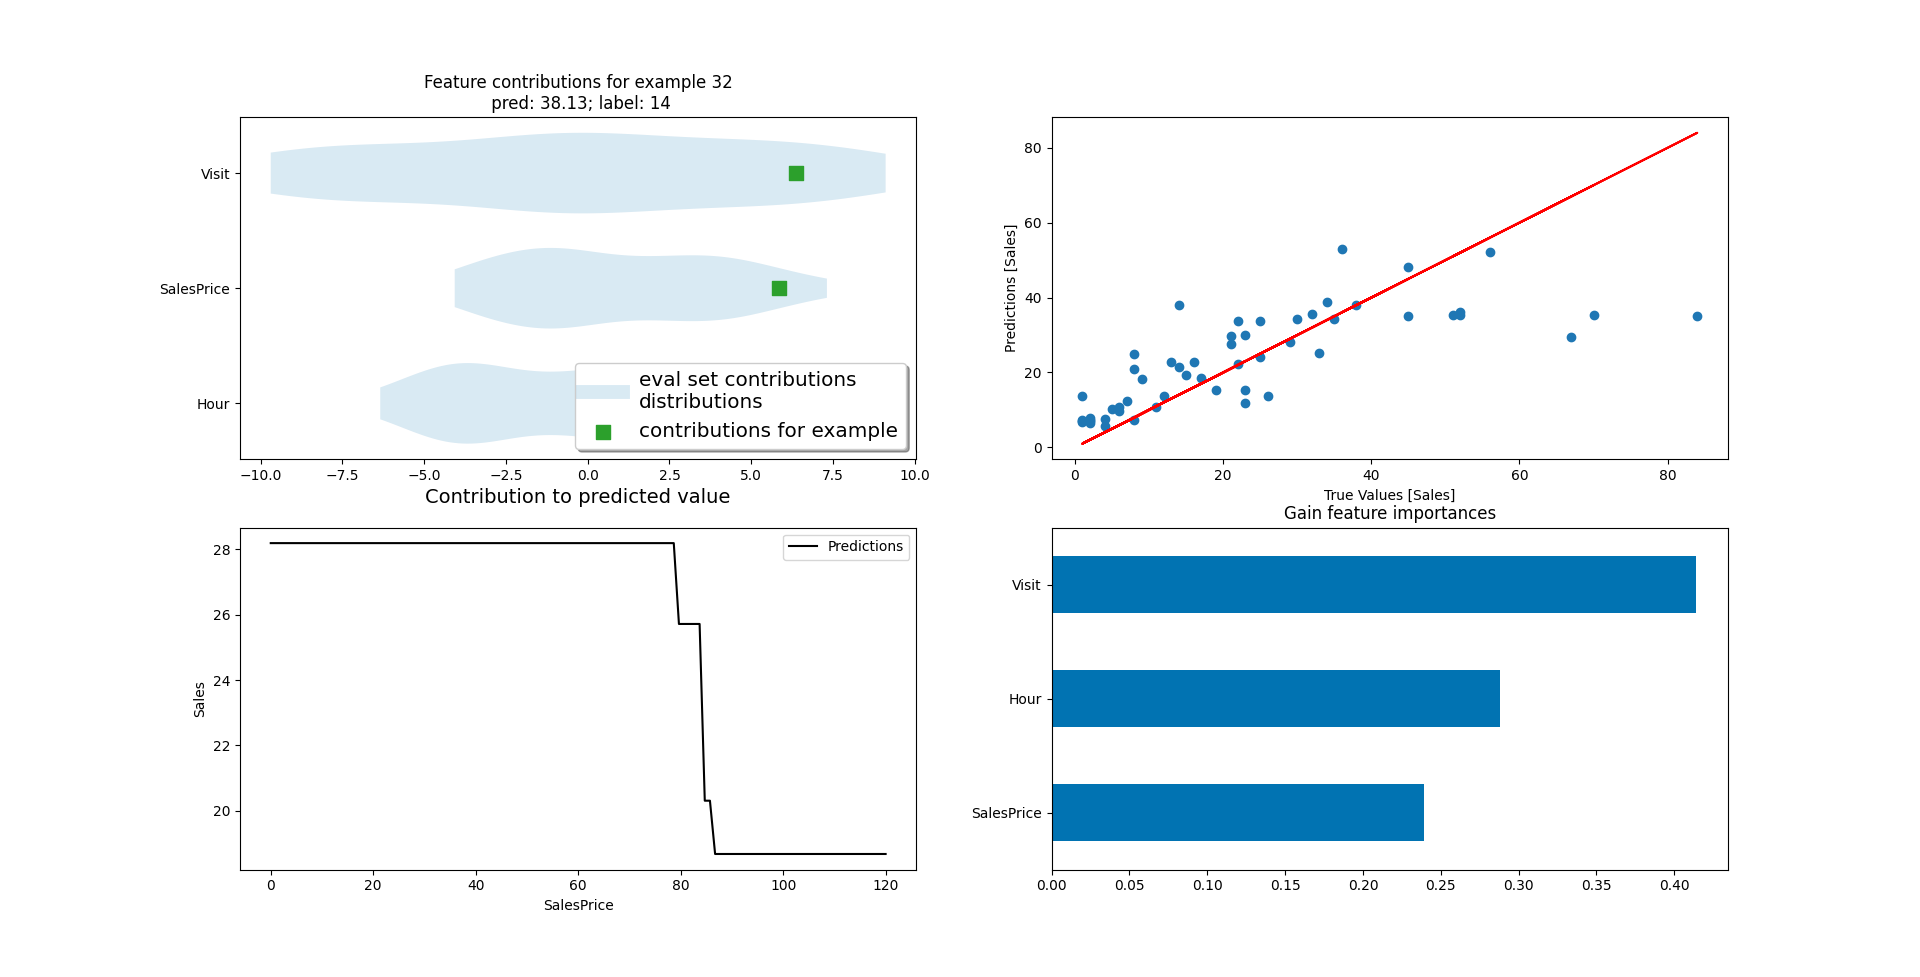 Feature contributions for example 32
pred: 38.13; label: 14
Visit
SalesPrice
Hour
eval set contributions
distributions
contributions for example
−10.0 −7.5 −5.0 −2.5 0.0 2.5 5.0 7.5 10.0
Contribution to predicted value
80
60
40
20
0
Predictions [Sales]
0 20 40 60 80
True Values [Sales]
28
26
24
22
20
Sales
Predictions
0 20 40 60 80 100 120
SalesPrice
Gain feature importances
Visit
Hour
SalesPrice
0.00 0.05 0.10 0.15 0.20 0.25 0.30 0.35 0.40